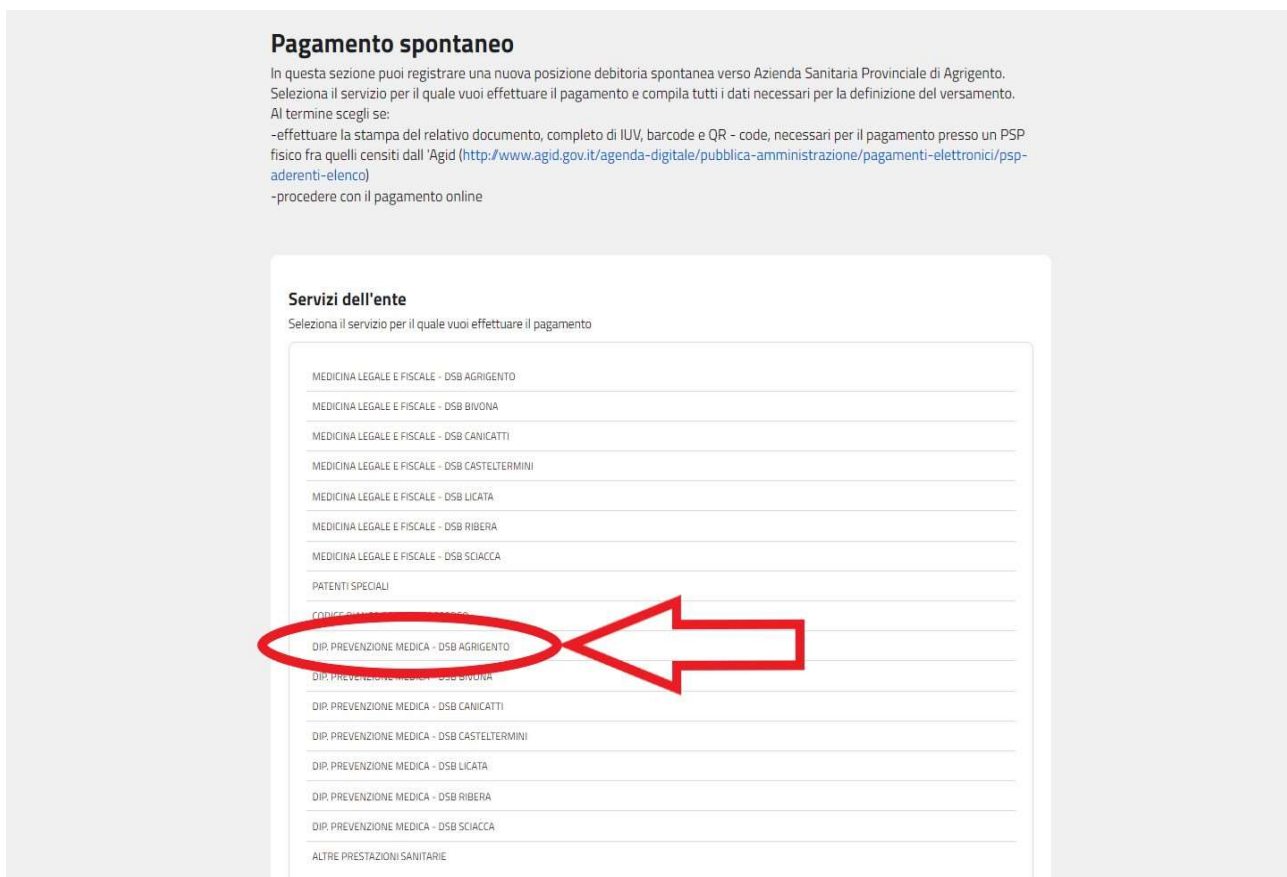 Pagamento spontaneo
In questa sezione puoi registrare una nuova posizione debitoria spontanea verso Azienda Sanitaria Provinciale di Agrigento.
Seleziona il servizio per il quale vuoi effettuare il pagamento e compila tutti i dati necessari per la definizione del versamento.
Al termine scegli se:
-effettuare la stampa del relativo documento, completo di IUV, barcode e QR - code, necessari per il pagamento presso un PSP
fisico fra quelli censiti dall 'Agid (http://www.agid.gov.it/agenda-digitale/pubblica-amministrazione/pagamenti-elettronici/psp-
aderenti-elenco)
-procedere con il pagamento online
Servizi dell'ente
Seleziona il servizio per il quale vuoi effettuare il pagamento
MEDICINA LEGALE E FISCALE - DSB AGRIGENTO
MEDICINA LEGALE E FISCALE - DSB BIVONA
MEDICINA LEGALE E FISCALE - DSB CANICATTI
MEDICINA LEGALE E FISCALE - DSB CASTELTERMINI
MEDICINA LEGALE E FISCALE - DSB LICATA
MEDICINA LEGALE E FISCALE - DSB RIBERA
MEDICINA LEGALE E FISCALE - DSB SCIACCA
PATENTI SPECIALI
CODICE
DIP. PREVENZIONE MEDICA - DSB AGRIGENTO
DIP. PREVENZIONE MEDICA - DSB BIVONA
DIP. PREVENZIONE MEDICA - DSB CANICATTI
DIP. PREVENZIONE MEDICA - DSB CASTELTERMINI
DIP. PREVENZIONE MEDICA - DSB LICATA
DIP. PREVENZIONE MEDICA - DSB RIBERA
DIP. PREVENZIONE MEDICA - DSB SCIACCA
ALTRE PRESTAZIONI SANITARIE